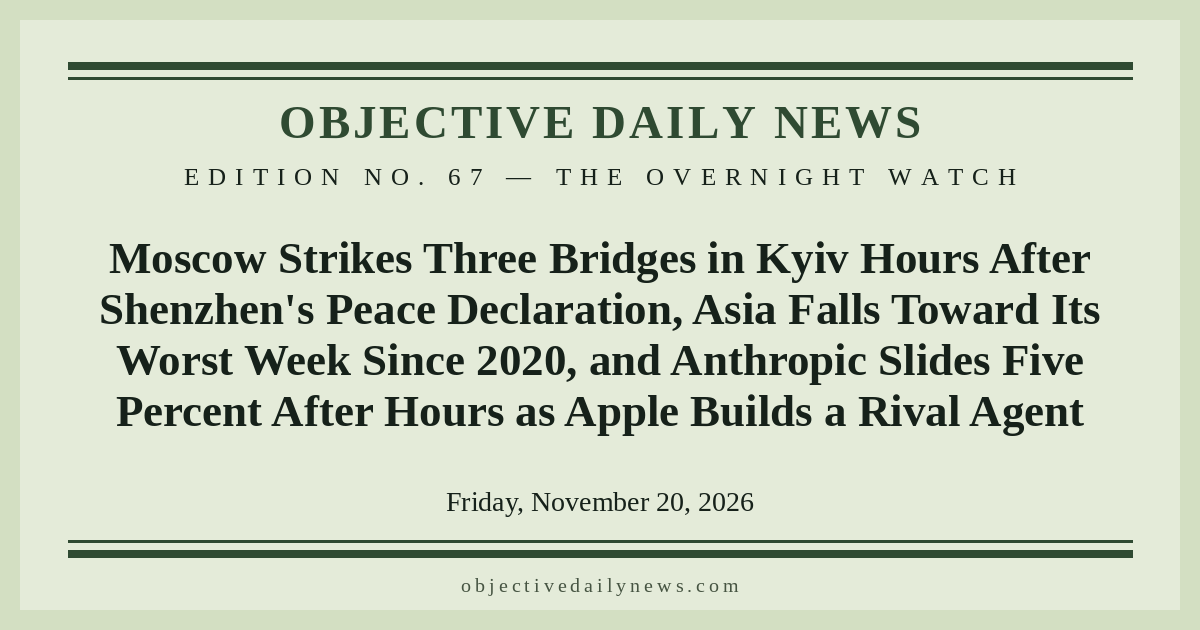 OBJECTIVE DAILY NEWS
EDITION NO. 67 — THE OVERNIGHT WATCH
Moscow Strikes Three Bridges in Kyiv Hours After
Shenzhen's Peace Declaration, Asia Falls Toward Its
Worst Week Since 2020, and Anthropic Slides Five
Percent After Hours as Apple Builds a Rival Agent
Friday, November 20, 2026
objectivedailynews.com